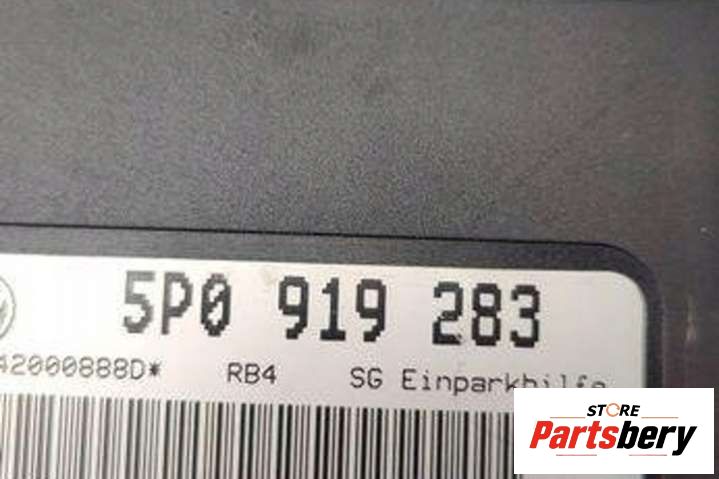 5P0 919 283
42000888D* RB4 SG Einparkhilfe
STORE
Partsbery